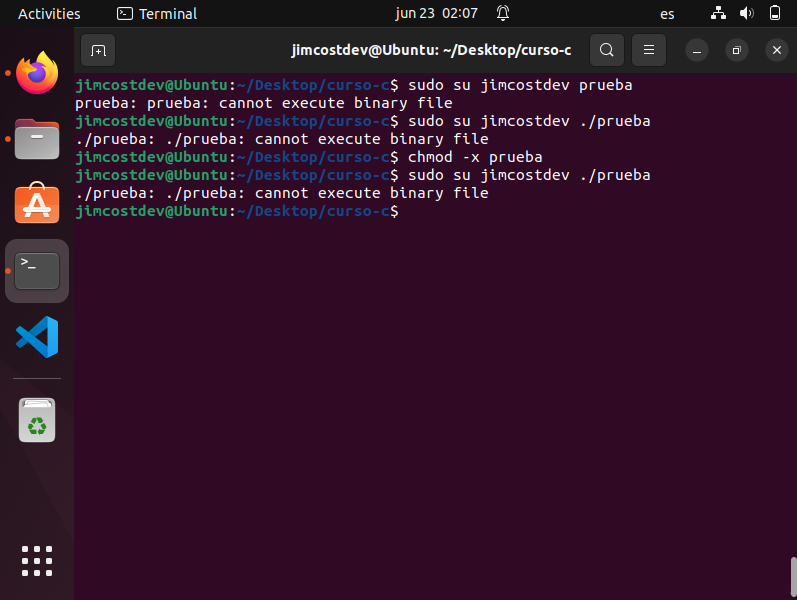 Activities
Terminal
jun 23 02:07
es
jimcostdev@Ubuntu: ~/Desktop/curso-c
jimcostdev@Ubuntu:~/Desktop/curso-c$ sudo su jimcostdev prueba
prueba: prueba: cannot execute binary file
jimcostdev@Ubuntu:~/Desktop/curso-c$ sudo su jimcostdev ./prueba
./prueba: ./prueba: cannot execute binary file
jimcostdev@Ubuntu:~/Desktop/curso-c$ chmod -x prueba
jimcostdev@Ubuntu:~/Desktop/curso-c$ sudo su jimcostdev ./prueba
./prueba: ./prueba: cannot execute binary file
jimcostdev@Ubuntu:~/Desktop/curso-c$